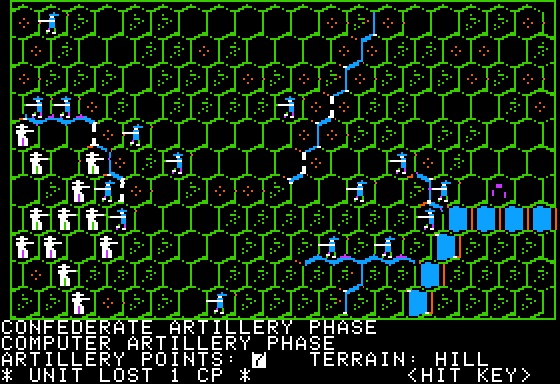 CONFEDERATE ARTILLERY PHASE
COMPUTER ARTILLERY PHASE
ARTILLERY POINTS: 7 TERRAIN: HILL
* UNIT LOST 1 CP * <HIT KEY>